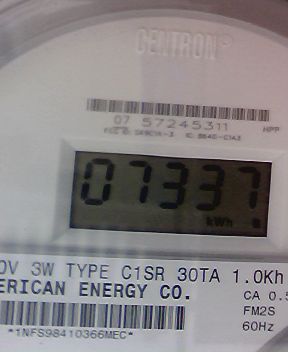 CENTRON®
07 57245311
HPP
07337
kWh
0V 3W TYPE C1SR 30TA 1.0Kh
ERICAN ENERGY CO.
CA 0.5
FM2S
60Hz
*1NFS98410366MEC*